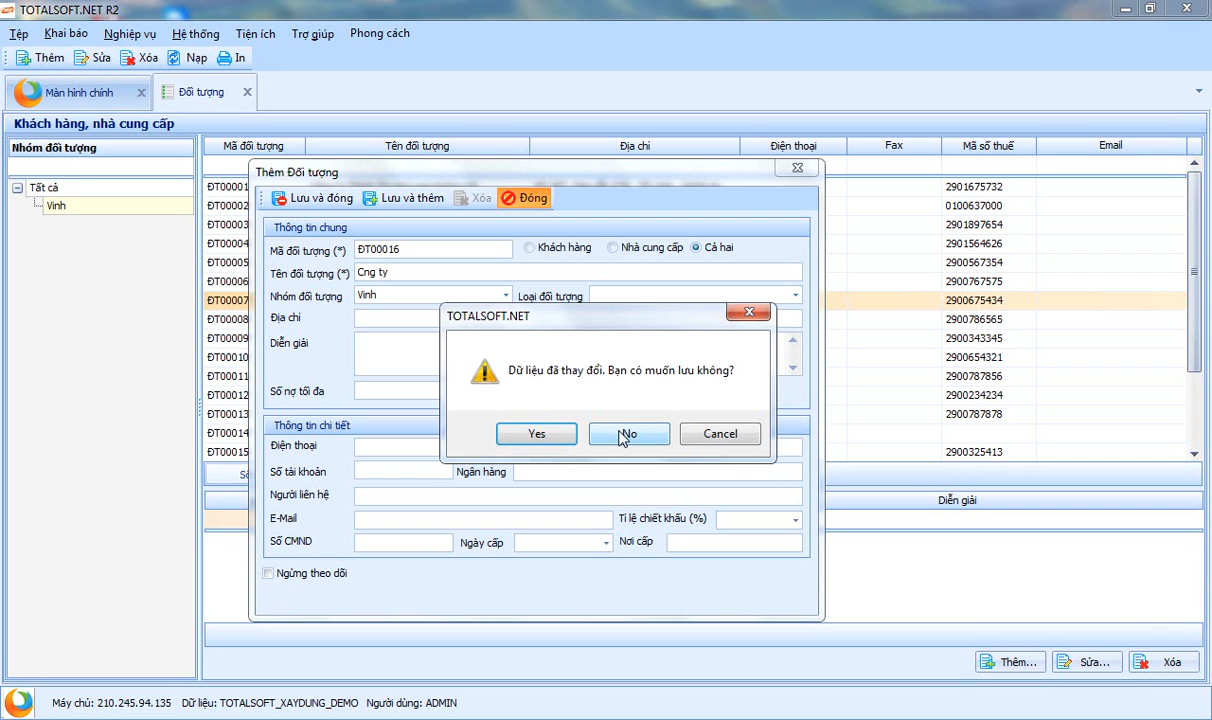 TOTALSOFT.NET R2
Tệp Khai báo Nghiệp vụ Hệ thống Tiện ích Trợ giúp Phong cách
Thêm Sửa Xóa Nạp In
Màn hình chính Đối tượng
Khách hàng, nhà cung cấp
Nhóm đối tượng Mã đối tượng Tên đối tượng Địa chỉ Điện thoại Fax Mã số thuế Email
Tất cả
Vinh
ĐT00001 2901675732
ĐT00002 0100637000
ĐT00003 2901897654
ĐT00004 2901564626
ĐT00005 2900567354
ĐT00006 2900767575
ĐT00007 2900675434
ĐT00008 2900786565
ĐT00009 2900343345
ĐT00010 2900654321
ĐT00011 2900787856
ĐT00012 2900234234
ĐT00013 2900787878
ĐT00014
ĐT00015 2900325413
Diễn giải
Thêm Đối tượng
Lưu và đóng Lưu và thêm Xóa Đóng
Thông tin chung
Mã đối tượng (*) ĐT00016 Khách hàng Nhà cung cấp Cả hai
Tên đối tượng (*) Cng ty
Nhóm đối tượng Vinh Loại đối tượng
Địa chỉ
Diễn giải
Số nợ tối đa
Thông tin chi tiết
Điện thoại
Số tài khoản Ngân hàng
Người liên hệ
E-Mail Tỉ lệ chiết khấu (%)
Số CMND Ngày cấp Nơi cấp
Ngừng theo dõi
TOTALSOFT.NET
Dữ liệu đã thay đổi. Bạn có muốn lưu không?
Yes No Cancel
Thêm... Sửa... Xóa
Máy chủ: 210.245.94.135 Dữ liệu: TOTALSOFT_XAYDUNG_DEMO Người dùng: ADMIN